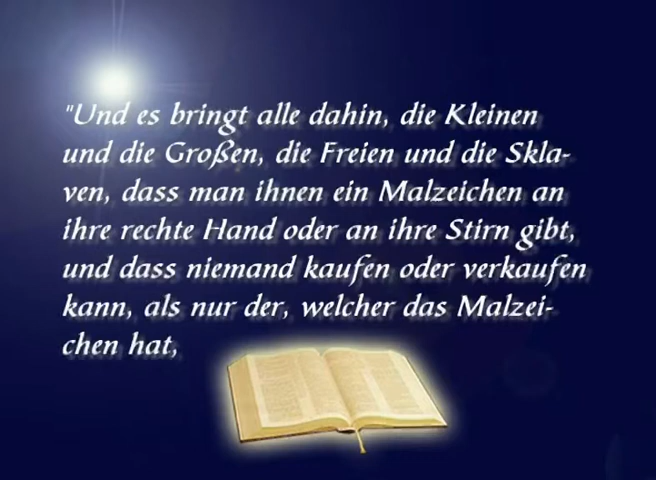 "Und es bringt alle dahin, die Kleinen
und die Großen, die Freien und die Skla-
ven, dass man ihnen ein Malzeichen an
ihre rechte Hand oder an ihre Stirn gibt,
und dass niemand kaufen oder verkaufen
kann, als nur der, welcher das Malzei-
chen hat,